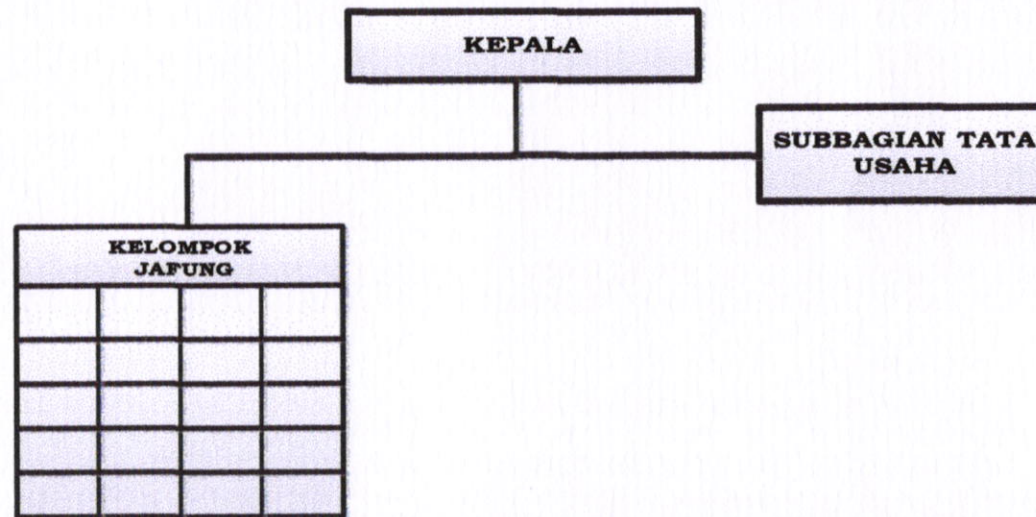 KEPALA
SUBBAGIAN TATA
USAHA
KELOMPOK
JAFUNG